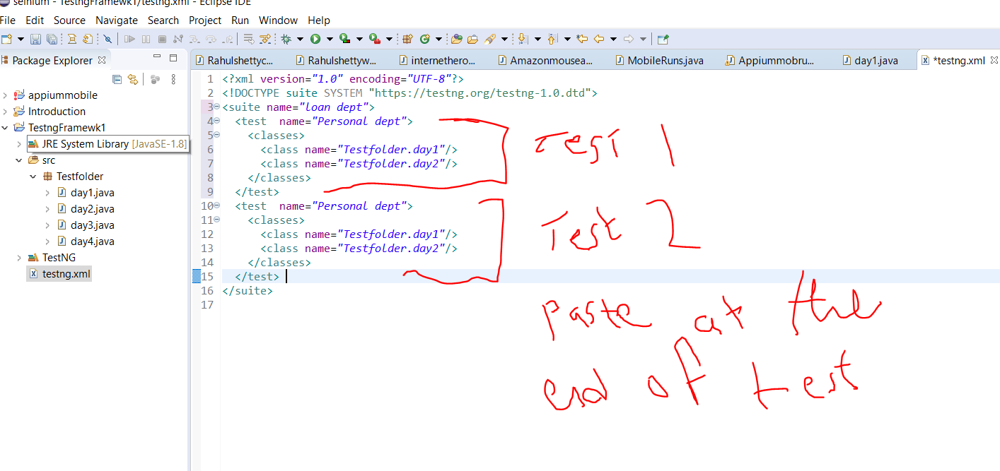 selnium - TestngFramewk1/testng.xml - Eclipse IDE
File Edit Source Navigate Search Project Run Window Help
Package Explorer
Rahulshettyc... Rahulshettyw... internethero... Amazonmousea... MobileRuns.java Appiummobru... day1.java *testng.xml
appiummobile
Introduction
TestngFramewk1
JRE System Library [JavaSE-1.8]
src
Testfolder
day1.java
day2.java
day3.java
day4.java
TestNG
testng.xml
1 <?xml version="1.0" encoding="UTF-8"?>
2 <!DOCTYPE suite SYSTEM "https://testng.org/testng-1.0.dtd">
3 <suite name="loan dept">
4 <test name="Personal dept">
5 <classes>
6 <class name="Testfolder.day1"/>
7 <class name="Testfolder.day2"/>
8 </classes>
9 </test>
10 <test name="Personal dept">
11 <classes>
12 <class name="Testfolder.day1"/>
13 <class name="Testfolder.day2"/>
14 </classes>
15 </test>
16 </suite>
17
Test 1
Test 2
paste at the
end of test